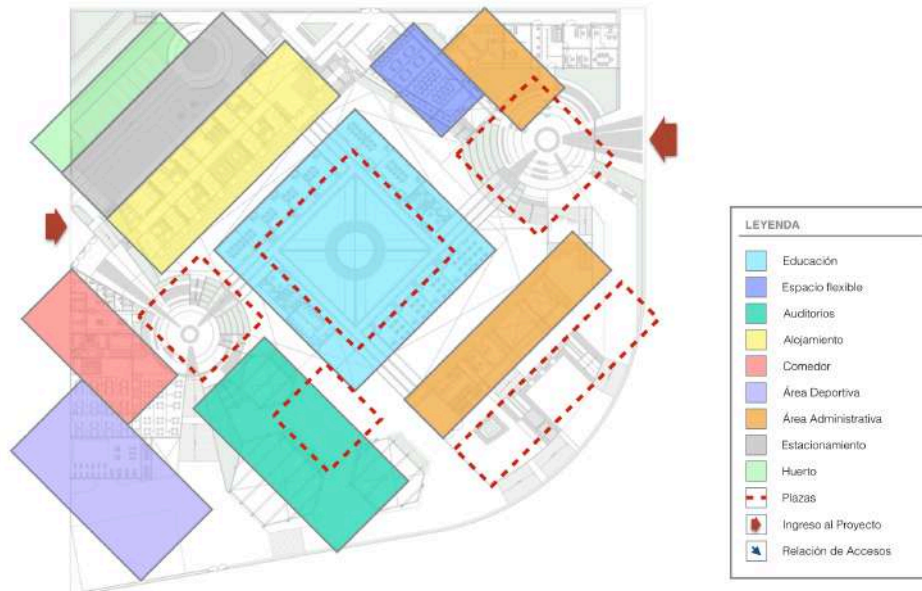 LEYENDA
Educación
Espacio flexible
Auditorios
Alojamiento
Comedor
Área Deportiva
Área Administrativa
Estacionamiento
Huerto
Plazas
Ingreso al Proyecto
Relación de Accesos